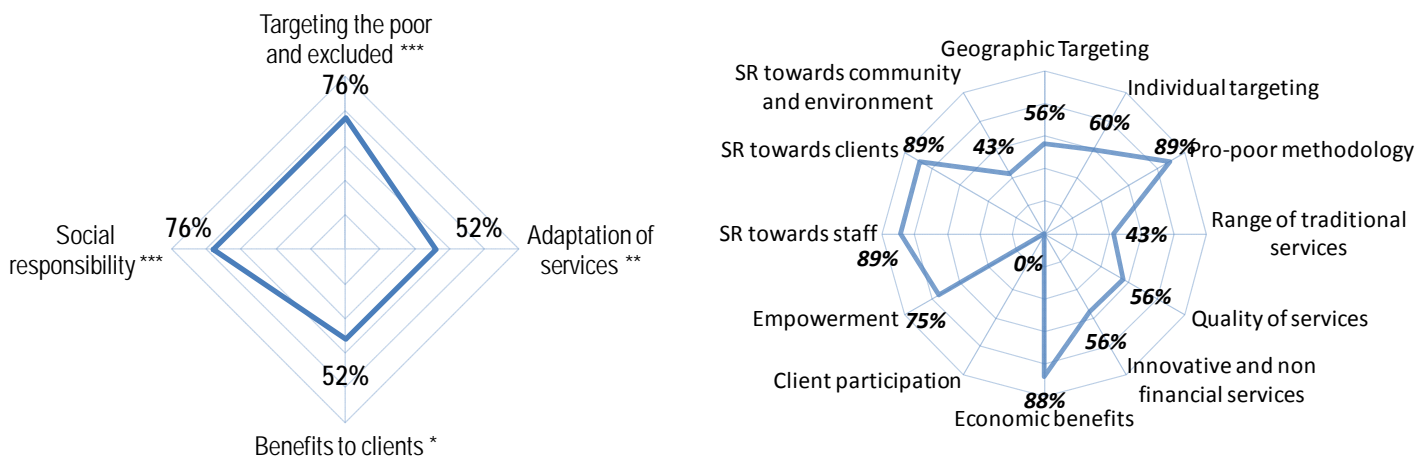 Targeting the poor
and excluded ***
76%
76%
52%
Social
responsibility ***
Adaptation of
services **
52%
Benefits to clients *
Geographic Targeting
SR towards community
and environment
Individual targeting
56%
60%
SR towards clients
89%
43%
89%
Pro-poor methodology
SR towards staff
89%
Range of traditional
services
43%
0%
56%
Empowerment
75%
Quality of services
56%
Client participation
Innovative and non
financial services
88%
Economic benefits